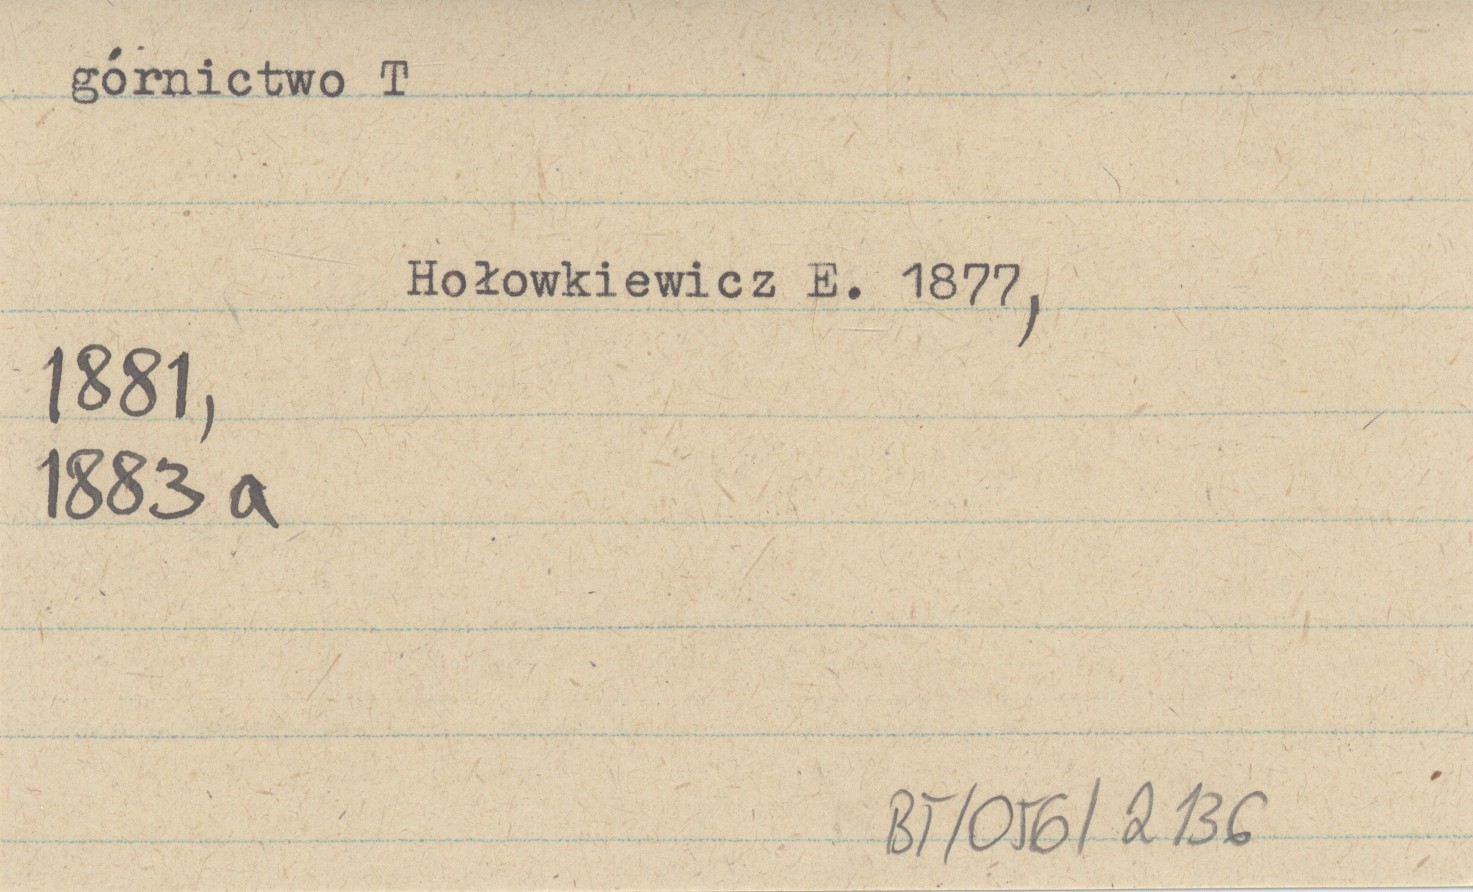 górnictwo T
Hołowkiewicz E. 1877,
1881,
1883 a
BT/056/2136